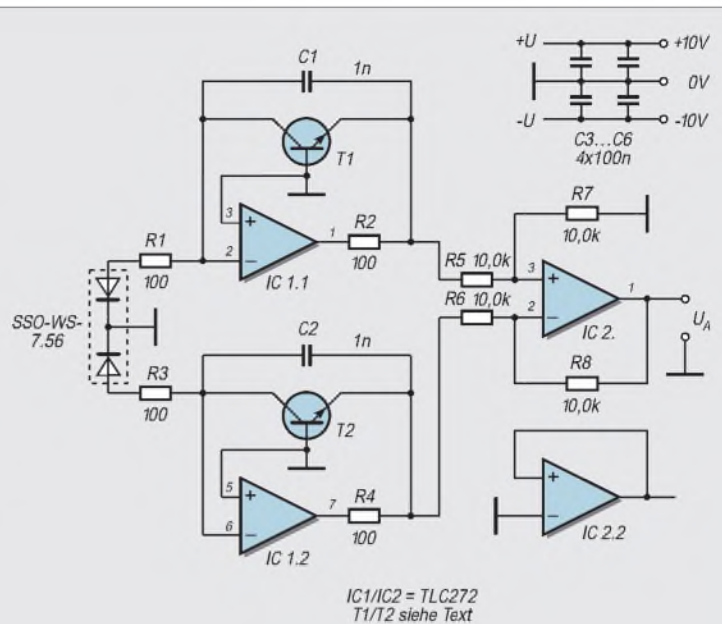 C1
1n
+U
+10V
0V
-U
-10V
C3...C6
4x100n
T1
R7
10,0k
3
+
2
–
1
IC 1.1
R1
100
R2
100
R5 10,0k
R6 10,0k
3
+
2
–
1
IC 2.
U_A
SSO-WS-
7.56
R3
100
C2
1n
R8
10,0k
T2
5
+
6
–
7
IC 1.2
R4
100
+
–
IC 2.2
IC1/IC2 = TLC272
T1/T2 siehe Text